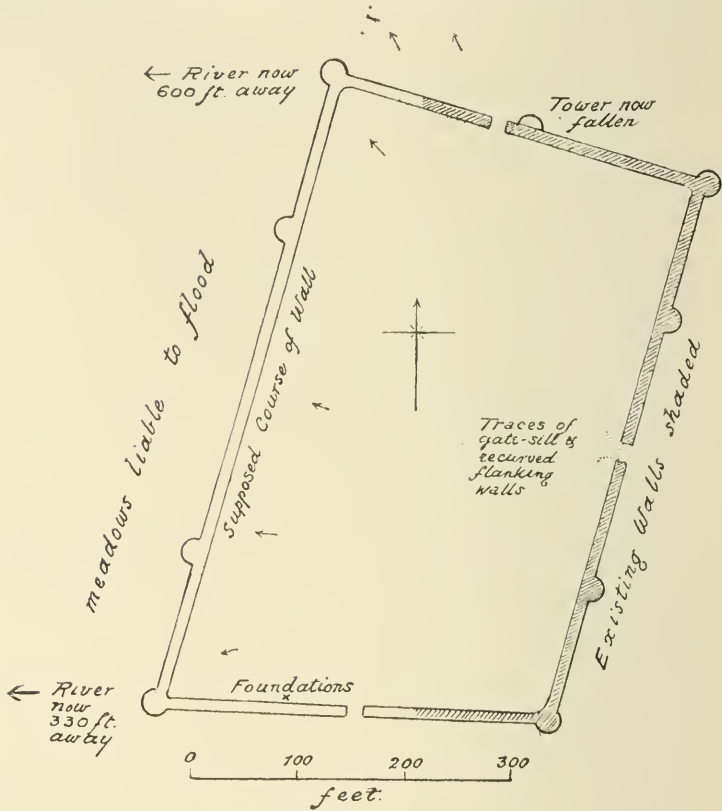 ← River now
600 ft. away
Tower now
fallen
meadows liable to flood
Supposed Course of Wall
Traces of
gate-sill &
recurved
flanking
walls
Existing Walls shaded
← River
now
330 ft.
away
Foundations
x
0 100 200 300
feet.